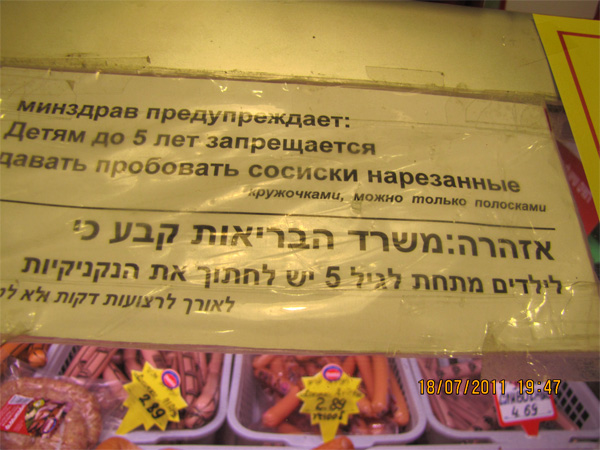 минздрав предупреждает:
Детям до 5 лет запрещается
давать пробовать сосиски нарезанные
кружочками, можно только полосками
אזהרה:משרד הבריאות קבע כי
לילדים מתחת לגיל 5 יש לחתוך את הנקניקיות
לאורך לרצועות דקות ולא
2.89
2.89
4.69
18/07/2011 19:47